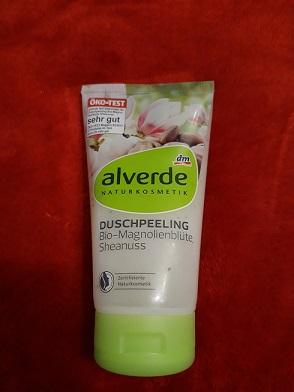 ÖKO-TEST
sehr gut
dm
alverde
NATURKOSMETIK
DUSCHPEELING
Bio-Magnolienblüte
Sheanuss
Zertifizierte
Naturkosmetik